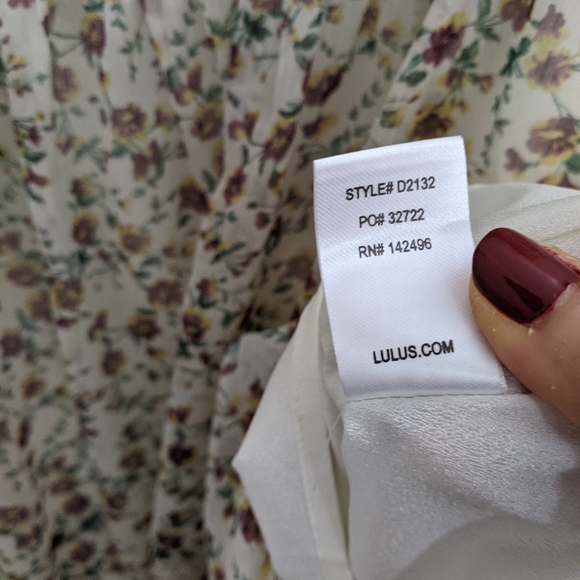 STYLE# D2132
PO# 32722
RN# 142496
LULUS.COM